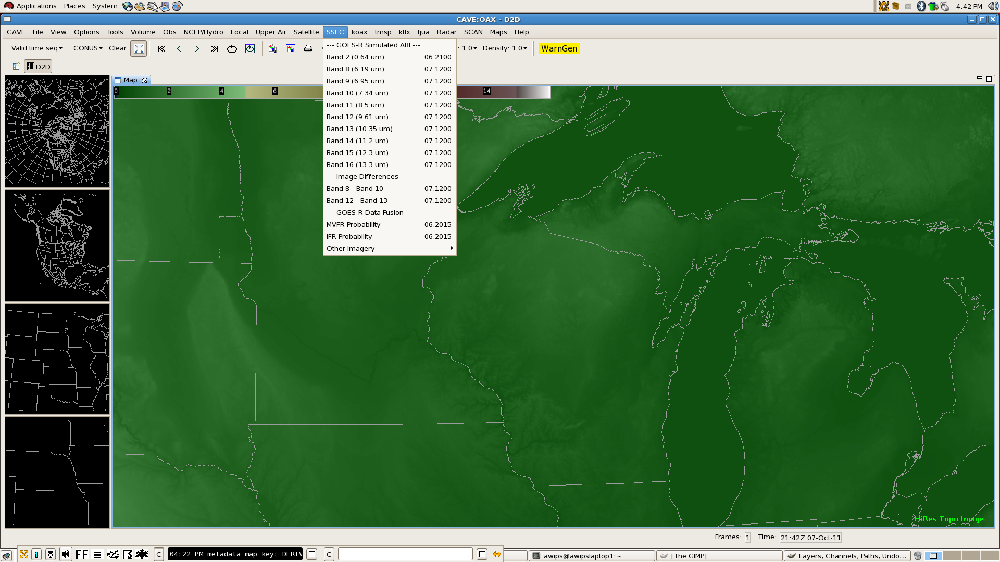 Applications Places System 4:42 PM
CAVE:OAX - D2D
CAVE File View Options Tools Volume Obs NCEP/Hydro Local Upper Air Satellite SSEC koax tmsp ktlx tjua Radar SCAN Maps Help
Valid time seq CONUS Clear : 1.0 Density: 1.0 WarnGen
D2D
Map
0 2 4 6 14
--- GOES-R Simulated ABI ---
Band 2 (0.64 um) 06.2100
Band 8 (6.19 um) 07.1200
Band 9 (6.95 um) 07.1200
Band 10 (7.34 um) 07.1200
Band 11 (8.5 um) 07.1200
Band 12 (9.61 um) 07.1200
Band 13 (10.35 um) 07.1200
Band 14 (11.2 um) 07.1200
Band 15 (12.3 um) 07.1200
Band 16 (13.3 um) 07.1200
--- Image Differences ---
Band 8 - Band 10 07.1200
Band 12 - Band 13 07.1200
--- GOES-R Data Fusion ---
MVFR Probability 06.2015
IFR Probability 06.2015
Other Imagery
HiRes Topo Image
Frames: 1 Time: 21:42Z 07-Oct-11
FF C 04:22 PM metadata map key: DERIV C
awips@awipslaptop1:~ [The GIMP] Layers, Channels, Paths, Undo...